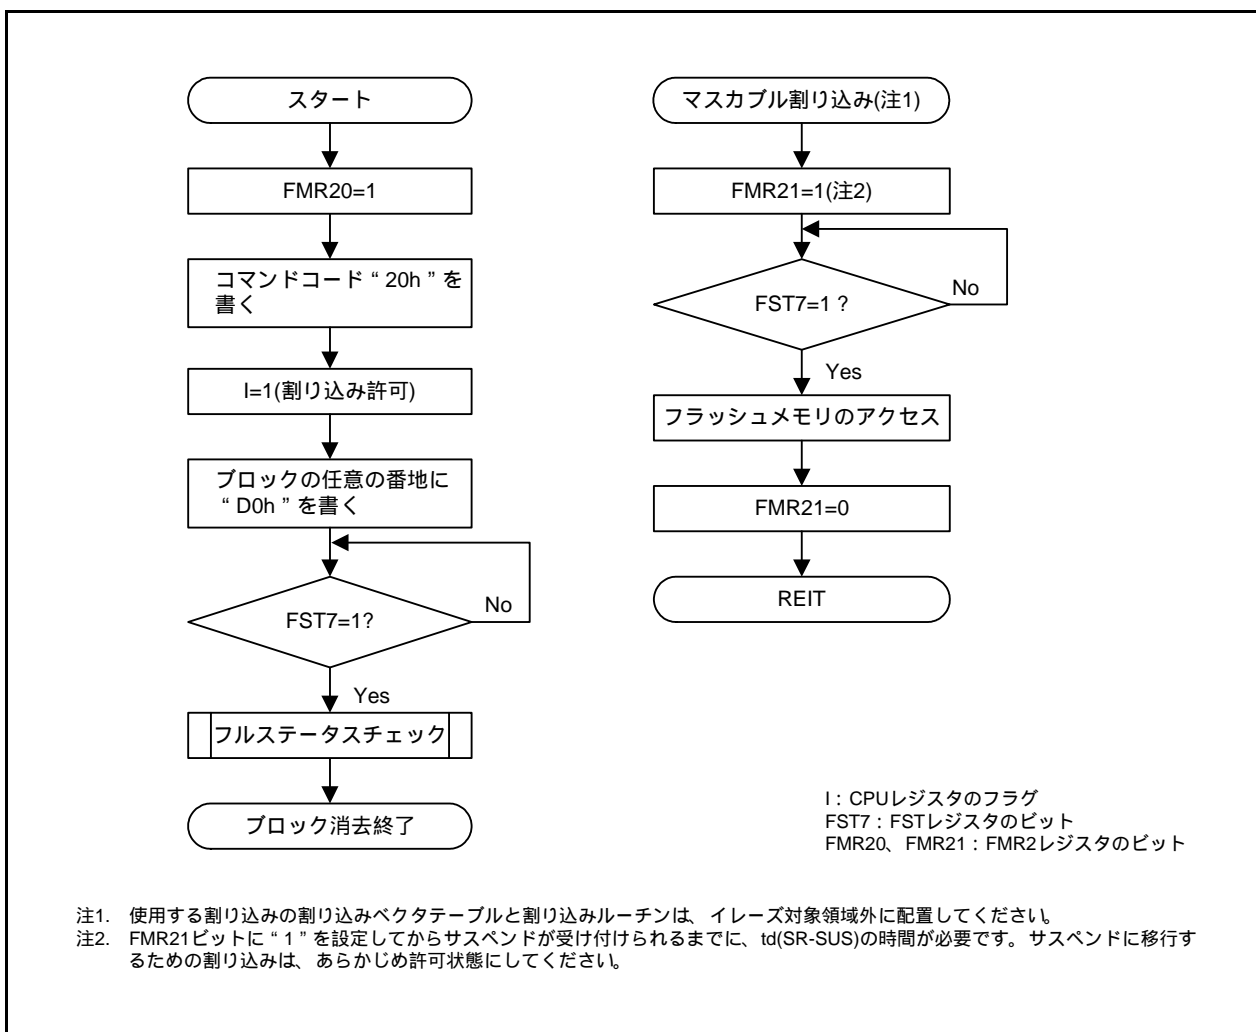 スタート
FMR20=1
コマンドコード“20h”を
書く
I=1(割り込み許可)
ブロックの任意の番地に
“D0h”を書く
FST7=1?
No
Yes
フルステータスチェック
ブロック消去終了
マスカブル割り込み(注1)
FMR21=1(注2)
FST7=1 ?
No
Yes
フラッシュメモリのアクセス
FMR21=0
REIT
I：CPUレジスタのフラグ
FST7：FSTレジスタのビット
FMR20、FMR21：FMR2レジスタのビット
注1. 使用する割り込みの割り込みベクタテーブルと割り込みルーチンは、イレーズ対象領域外に配置してください。
注2. FMR21ビットに“1”を設定してからサスペンドが受け付けられるまでに、td(SR-SUS)の時間が必要です。サスペンドに移行す
るための割り込みは、あらかじめ許可状態にしてください。